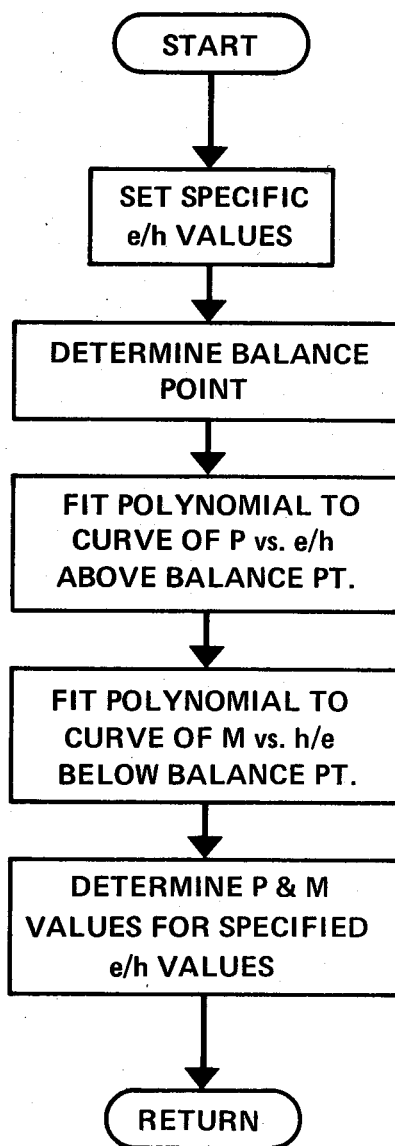 START
SET SPECIFIC
e/h VALUES
DETERMINE BALANCE
POINT
FIT POLYNOMIAL TO
CURVE OF P vs. e/h
ABOVE BALANCE PT.
FIT POLYNOMIAL TO
CURVE OF M vs. h/e
BELOW BALANCE PT.
DETERMINE P & M
VALUES FOR SPECIFIED
e/h VALUES
RETURN